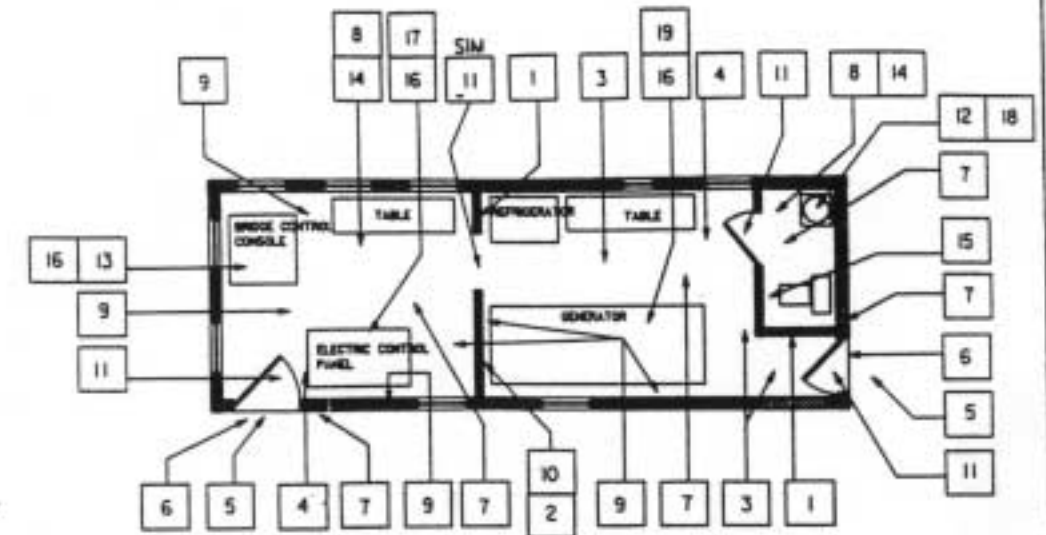 8 17 19
SIM
9 14 16 11 1 3 16 4 11 8 14
12 18
7
BRIDGE CONTROL
CONSOLE
TABLE
REFRIGERATOR
TABLE
16 13
15
9
GENERATOR
7
ELECTRIC CONTROL
PANEL
11
6
5
11
6 5 4 7 9 7 10 9 7 3 1
2